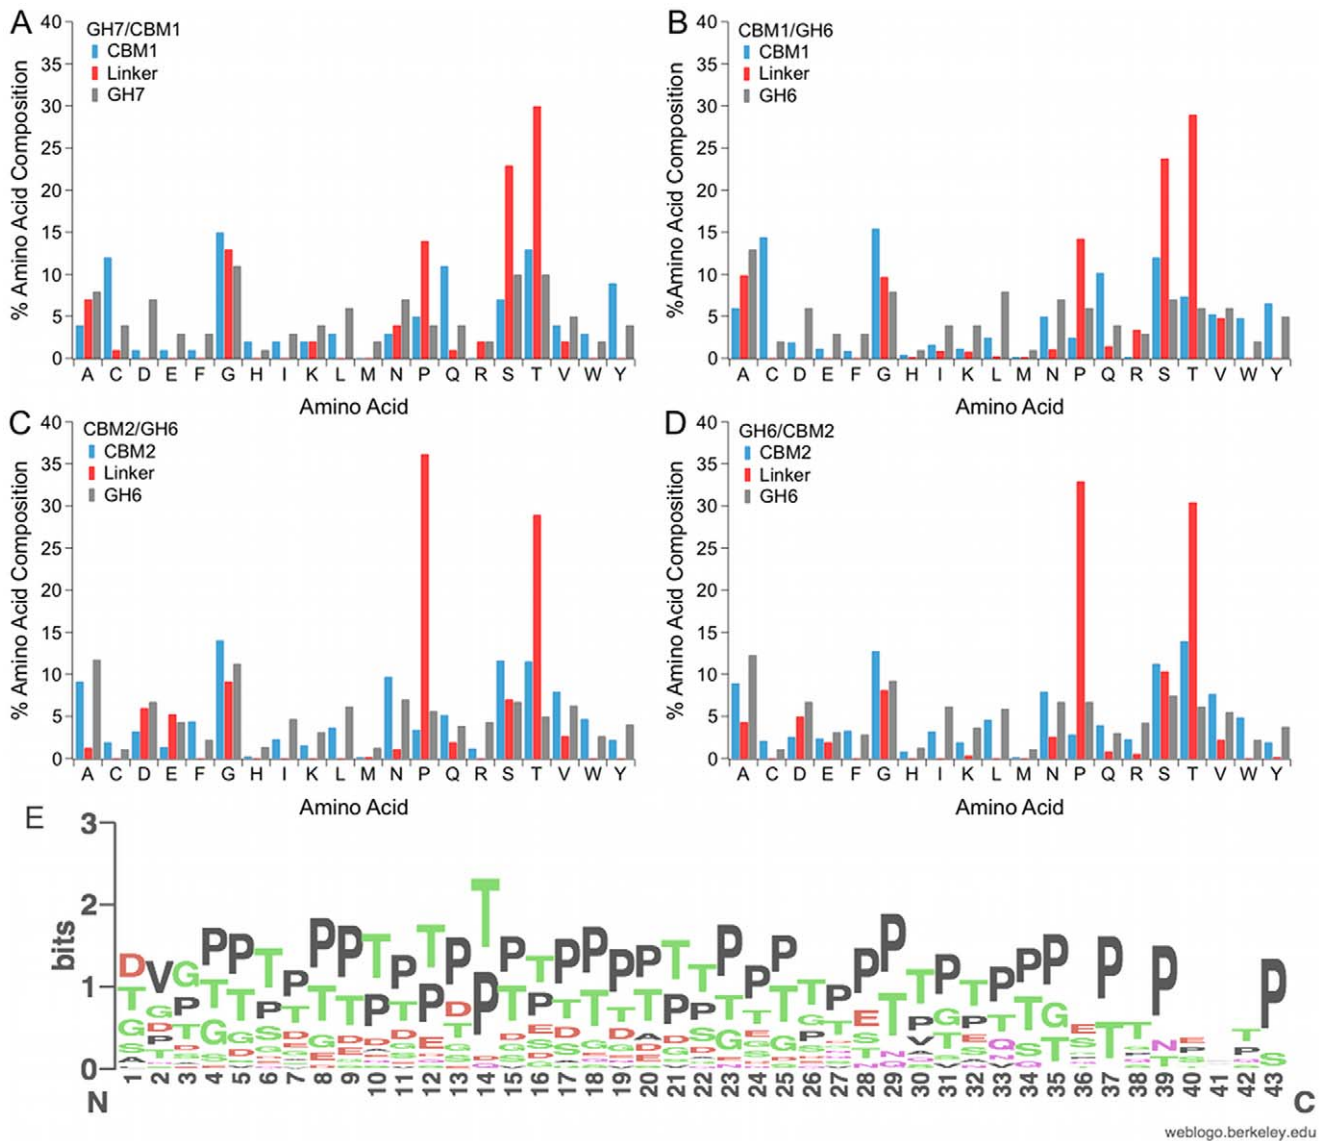 A
GH7/CBM1
CBM1
Linker
GH7
% Amino Acid Composition
40
35
30
25
20
15
10
5
0
A C D E F G H I K L M N P Q R S T V W Y
Amino Acid
B
CBM1/GH6
CBM1
Linker
GH6
%Amino Acid Composition
40
35
30
25
20
15
10
5
0
A C D E F G H I K L M N P Q R S T V W Y
Amino Acid
C
CBM2/GH6
CBM2
Linker
GH6
% Amino Acid Composition
40
35
30
25
20
15
10
5
0
A C D E F G H I K L M N P Q R S T V W Y
Amino Acid
D
GH6/CBM2
CBM2
Linker
GH6
% Amino Acid Composition
40
35
30
25
20
15
10
5
0
A C D E F G H I K L M N P Q R S T V W Y
Amino Acid
E
bits
3
2
1
0
1 2 3 4 5 6 7 8 9 10 11 12 13 14 15 16 17 18 19 20 21 22 23 24 25 26 27 28 29 30 31 32 33 34 35 36 37 38 39 40 41 42 43
N
C
weblogo.berkeley.edu